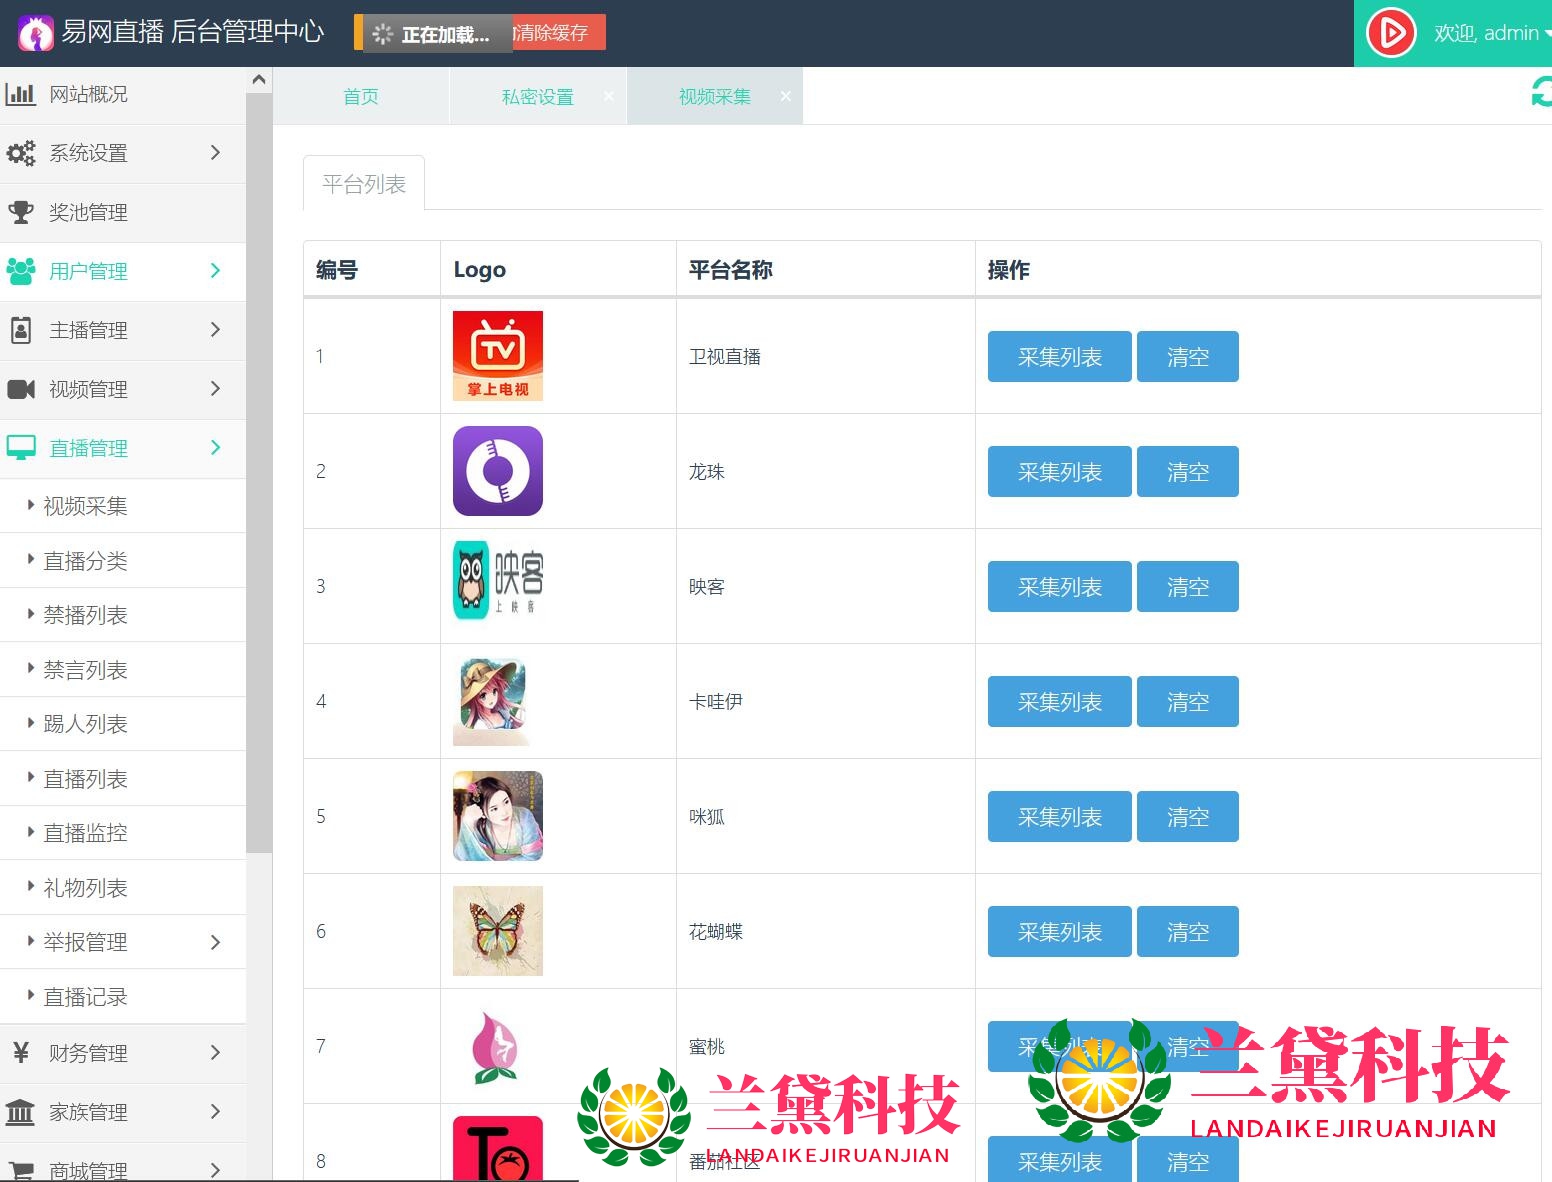 易网直播 后台管理中心
正在加载...
清除缓存
欢迎, admin
网站概况
系统设置
奖池管理
用户管理
主播管理
视频管理
直播管理
视频采集
直播分类
禁播列表
禁言列表
踢人列表
直播列表
直播监控
礼物列表
举报管理
直播记录
财务管理
家族管理
商城管理
首页
私密设置 ×
视频采集 ×
平台列表
编号 Logo 平台名称 操作
TV
掌上电视
1 卫视直播 采集列表 清空
2 龙珠 采集列表 清空
映客
3 映客 采集列表 清空
4 卡哇伊 采集列表 清空
5 咪狐 采集列表 清空
6 花蝴蝶 采集列表 清空
7 蜜桃 采集列表 清空
TO
8 番茄社区 采集列表 清空
兰黛科技
LANDAIKEJIRUANJIAN
兰黛科技
LANDAIKEJIRUANJIAN